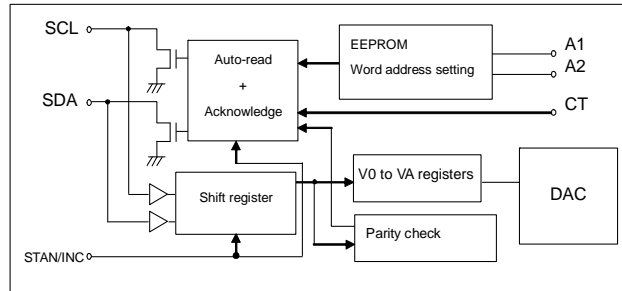 SCL
SDA
STAN/INC
Auto-read
+
Acknowledge
EEPROM
Word address setting
A1
A2
CT
Shift register
V0 to VA registers
Parity check
DAC